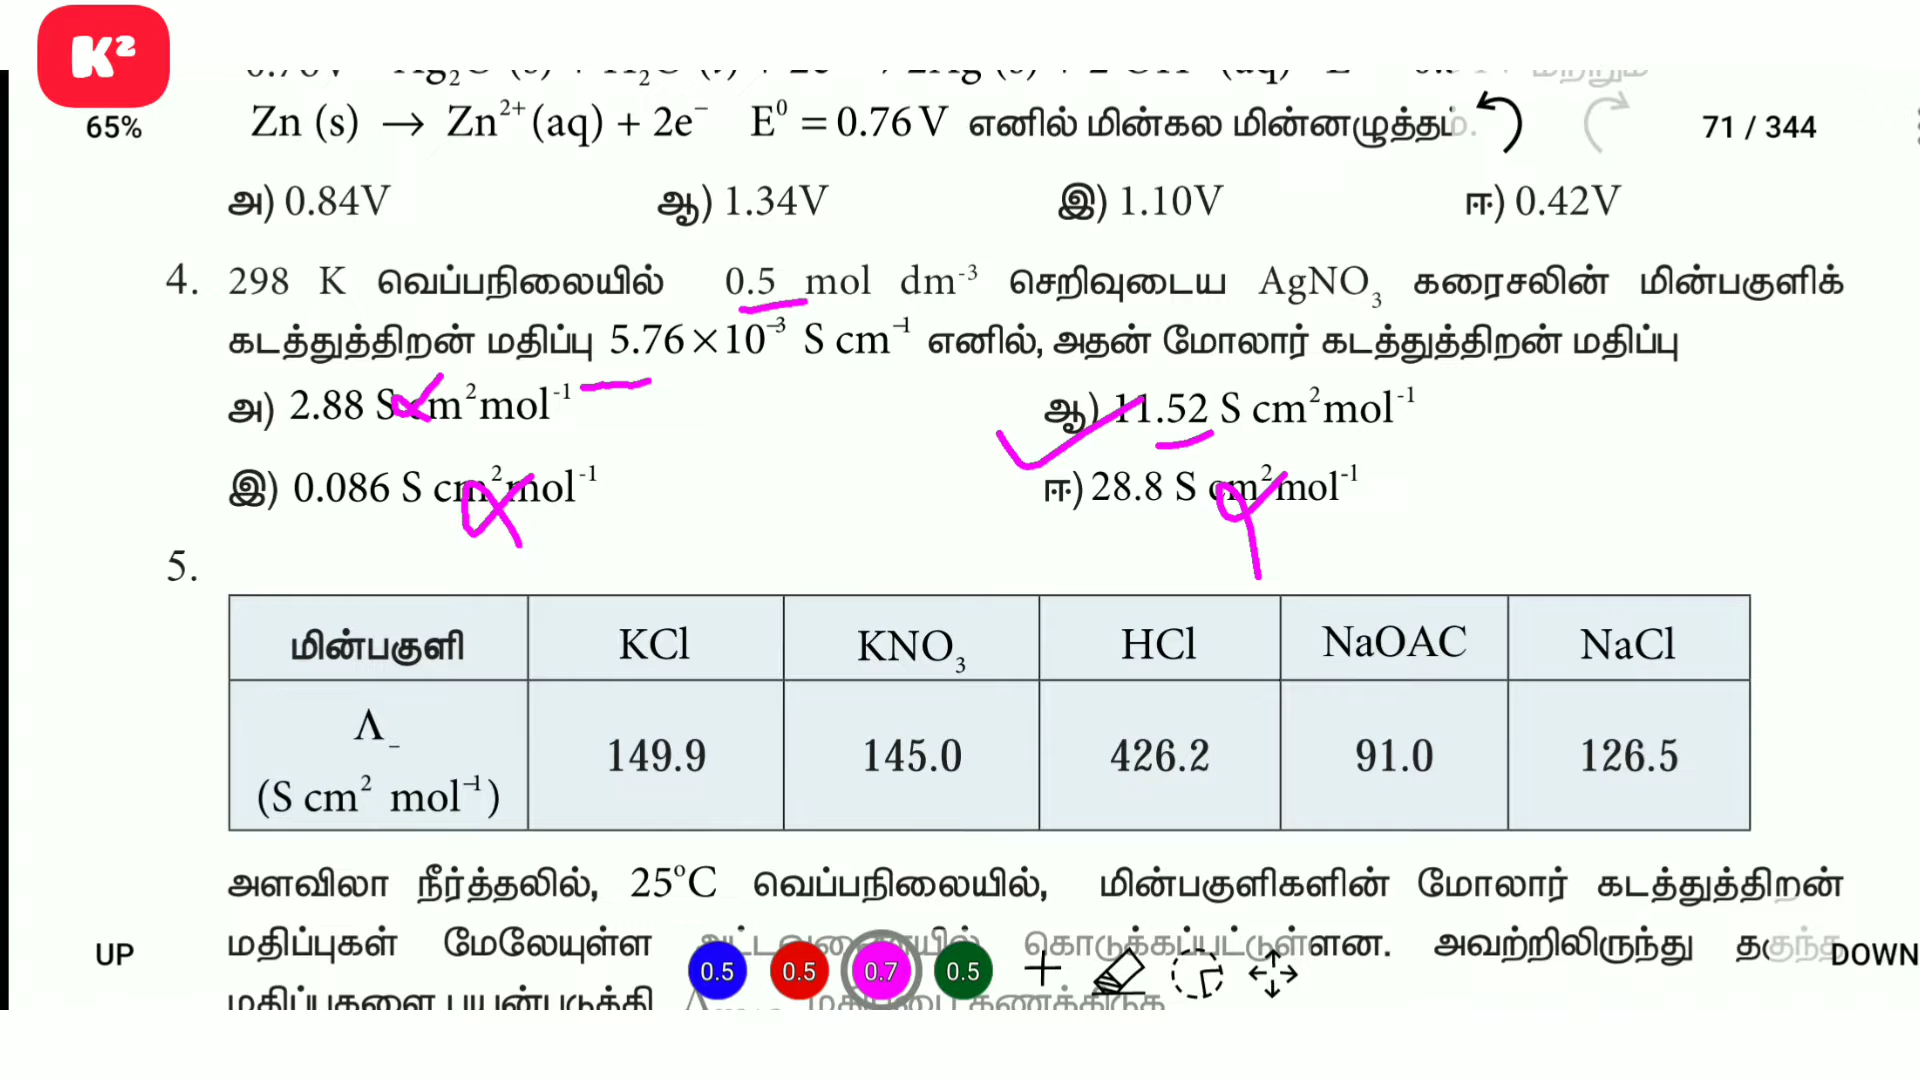 K²
Zn (s) → Zn²⁺(aq) + 2e⁻ E⁰ = 0.76 V எனில் மின்கல மின்னழுத்தம்.
65%
71 / 344
அ) 0.84V ஆ) 1.34V இ) 1.10V ஈ) 0.42V
4. 298 K வெப்பநிலையில் 0.5 mol dm⁻³ செறிவுடைய AgNO₃ கரைசலின் மின்பகுளிக்
கடத்துத்திறன் மதிப்பு 5.76×10⁻³ S cm⁻¹ எனில், அதன் மோலார் கடத்துத்திறன் மதிப்பு
அ) 2.88 S cm²mol⁻¹ ஆ) 11.52 S cm²mol⁻¹
இ) 0.086 S cm²mol⁻¹ ஈ) 28.8 S cm²mol⁻¹
5.
மின்பகுளி KCl KNO₃ HCl NaOAC NaCl
Λ₋
(S cm² mol⁻¹) 149.9 145.0 426.2 91.0 126.5
அளவிலா நீர்த்தலில், 25°C வெப்பநிலையில், மின்பகுளிகளின் மோலார் கடத்துத்திறன்
மதிப்புகள் மேலேயுள்ள அட்டவணையில் கொடுக்கப்பட்டுள்ளன. அவற்றிலிருந்து தகுந்த
UP
DOWN
0.5 0.5 0.7 0.5